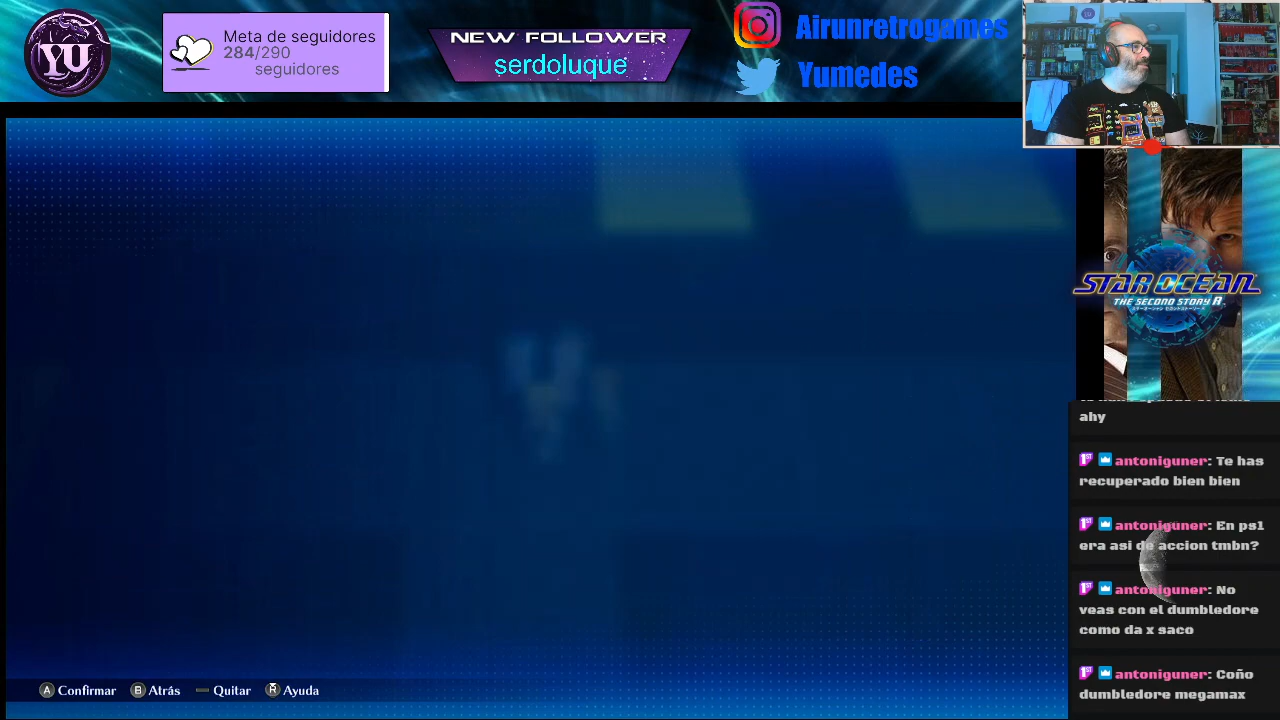 YU
Meta de seguidores
284/290
seguidores
NEW FOLLOWER
serdoluque
Airunretrogames
Yumedes
STAR OCEAN
THE SECOND STORY R
ahy
antoniguner: Te has
recuperado bien bien
antoniguner: En ps1
era asi de accion tmbn?
antoniguner: No
veas con el dumbledore
como da x saco
antoniguner: Coño
dumbledore megamax
A Confirmar B Atrás Quitar R Ayuda